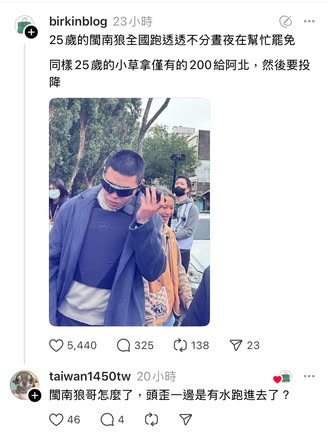 birkinblog 23小時
25歲的閩南狼全國跑透透不分晝夜在幫忙罷免
同樣25歲的小草拿僅有的200給阿北，然後要投
降
5,440 325 138 23
taiwan1450tw 20小時
閩南狼哥怎麼了，頭歪一邊是有水跑進去了？
46 4